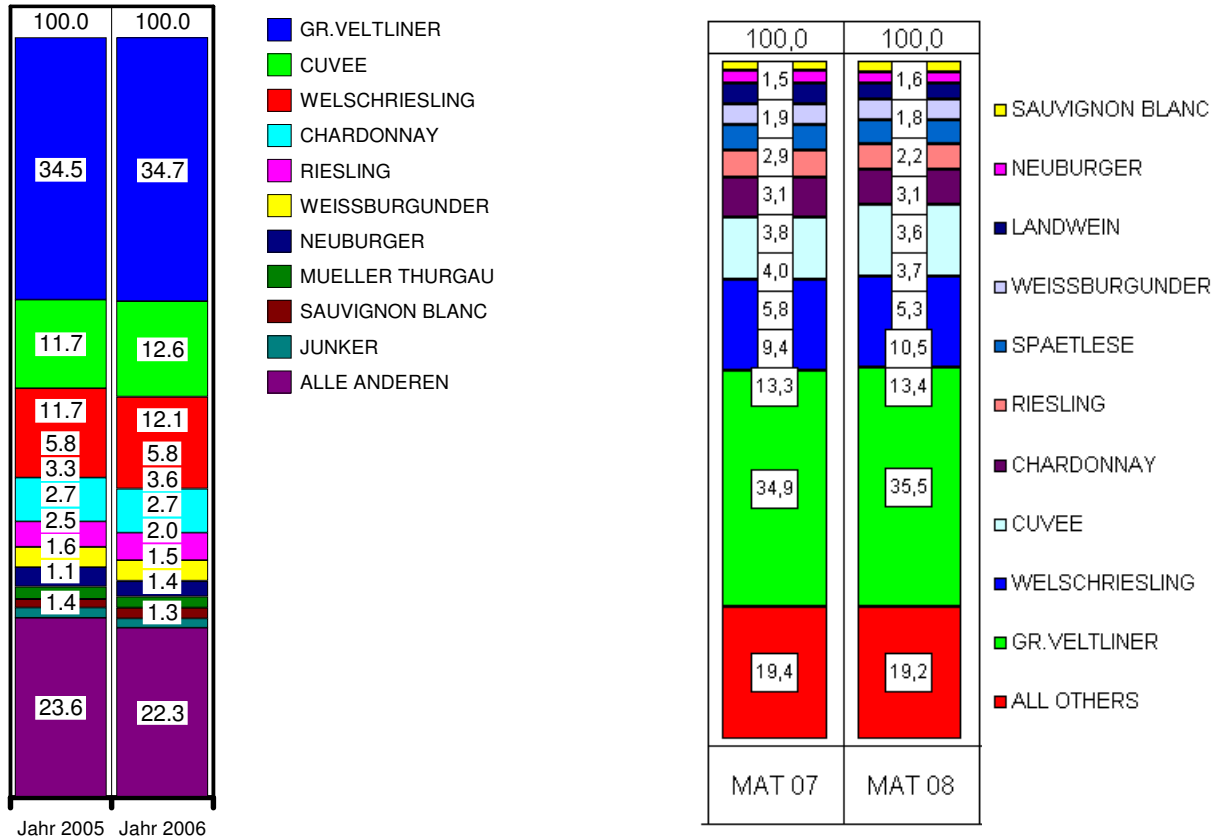 100.0 100.0
34.5 34.7
11.7 12.6
11.7 12.1
5.8 5.8
3.3 3.6
2.7 2.7
2.5 2.0
1.6 1.5
1.1 1.4
1.4 1.3
23.6 22.3
Jahr 2005 Jahr 2006
GR.VELTLINER
CUVEE
WELSCHRIESLING
CHARDONNAY
RIESLING
WEISSBURGUNDER
NEUBURGER
MUELLER THURGAU
SAUVIGNON BLANC
JUNKER
ALLE ANDEREN
100,0 100,0
1,5 1,6
1,9 1,8
2,9 2,2
3,1 3,1
3,8 3,6
4,0 3,7
5,8 5,3
9,4 10,5
13,3 13,4
34,9 35,5
19,4 19,2
MAT 07 MAT 08
SAUVIGNON BLANC
NEUBURGER
LANDWEIN
WEISSBURGUNDER
SPAETLESE
RIESLING
CHARDONNAY
CUVEE
WELSCHRIESLING
GR.VELTLINER
ALL OTHERS